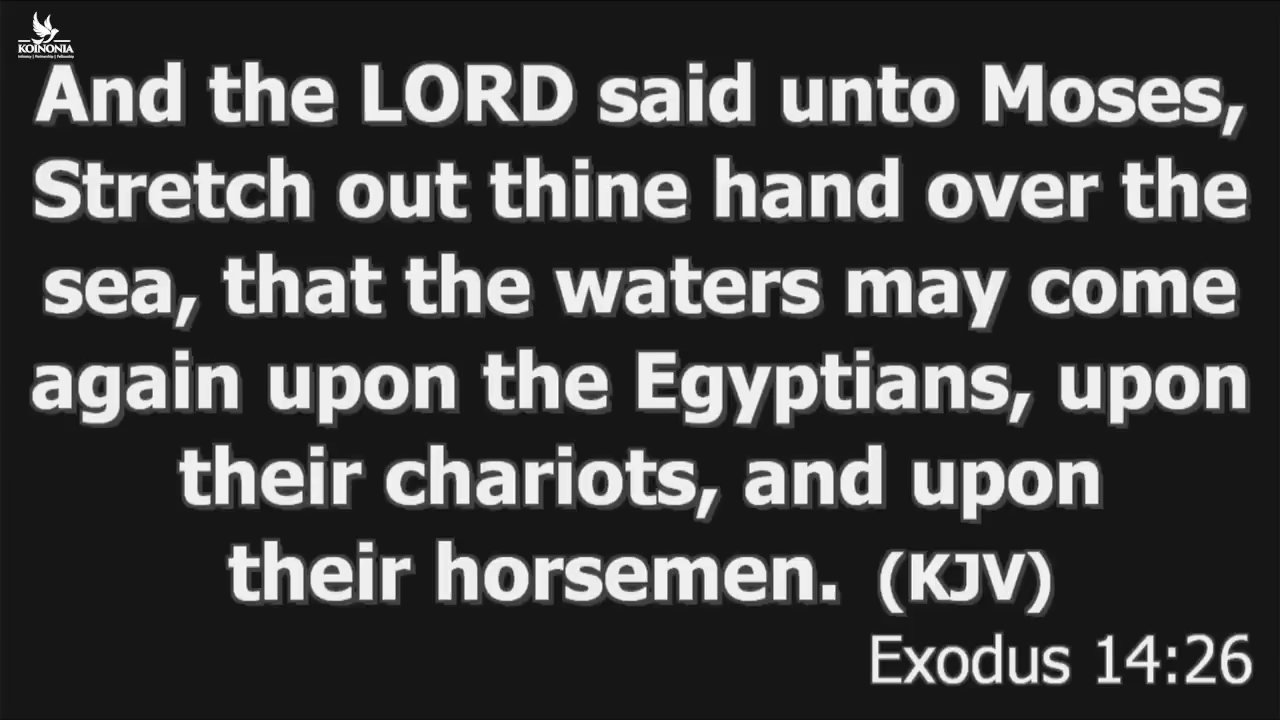 KOINONIA
And the LORD said unto Moses,
Stretch out thine hand over the
sea, that the waters may come
again upon the Egyptians, upon
their chariots, and upon
their horsemen. (KJV)
Exodus 14:26